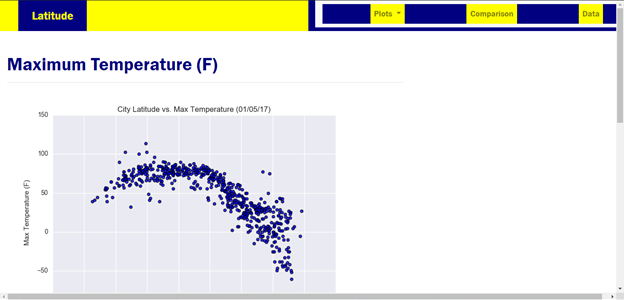 Latitude
Plots
Comparison
Data
Maximum Temperature (F)
City Latitude vs. Max Temperature (01/05/17)
150
100
50
0
−50
Max Temperature (F)